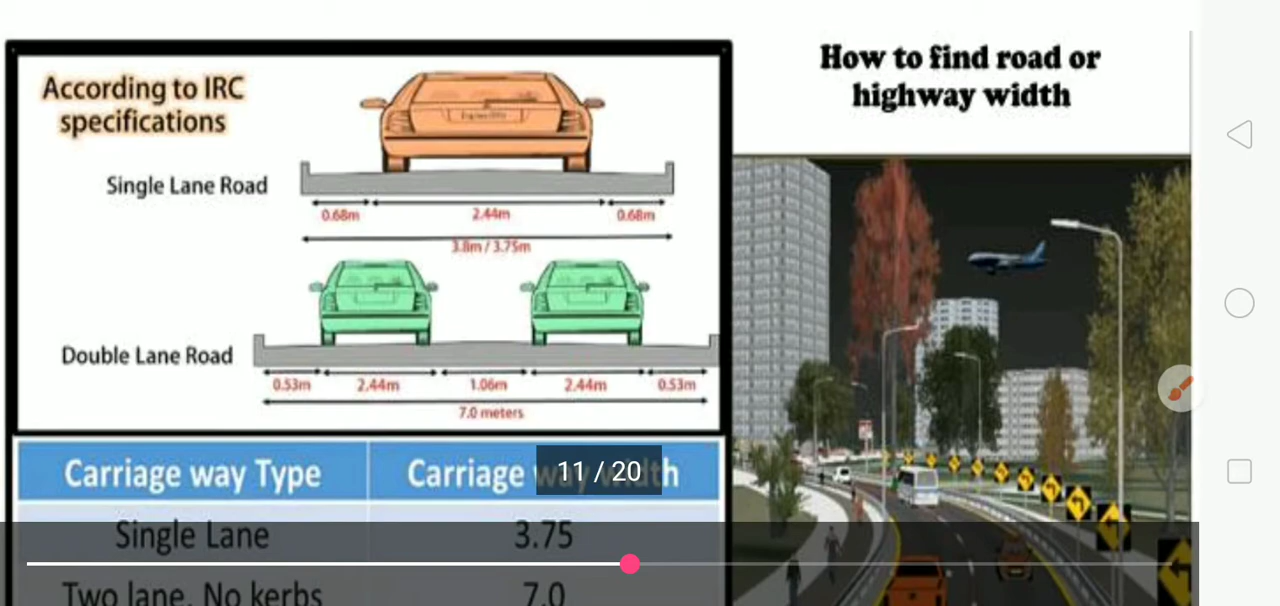 According to IRC
specifications
Single Lane Road
0.68m
2.44m
0.68m
3.8m / 3.75m
Double Lane Road
0.53m
2.44m
1.06m
2.44m
0.53m
7.0 meters
Carriage way Type
Carriage way width
11 / 20
Single Lane
3.75
Two lane, No kerbs
7.0
How to find road or
highway width